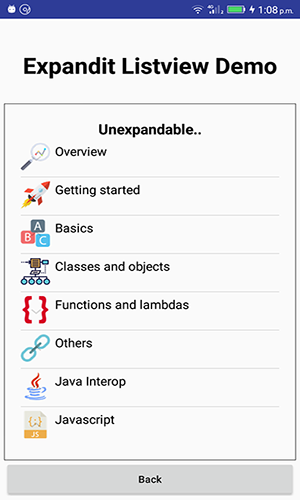 1:08 p.m.
Expandit Listview Demo
Unexpandable..
Overview
Getting started
A
B C
Basics
Classes and objects
Functions and lambdas
Others
Java Interop
JS
Javascript
Back